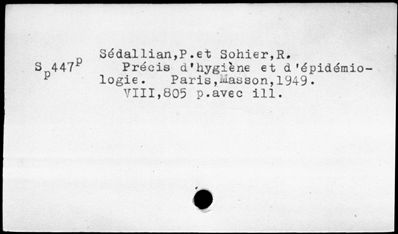 Sédallian,P.et Sohier,R.
Sp447p Précis d'hygiène et d'épidémio-
logie. Paris,Masson,1949.
VIII,805 p.avec ill.